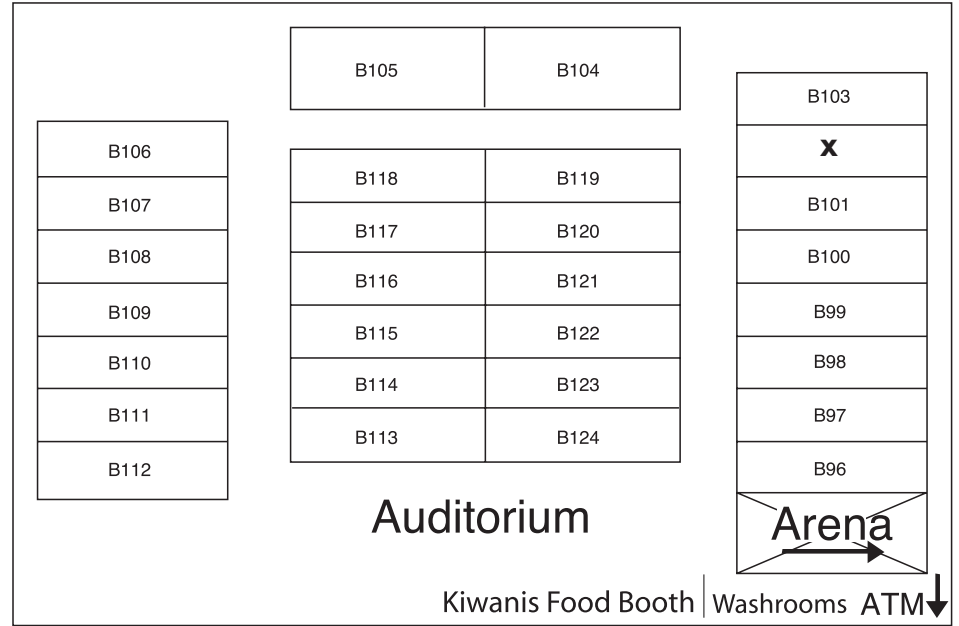 B105 B104
B103
B106
x
B118 B119
B107
B101
B117 B120
B108
B100
B116 B121
B109
B99
B115 B122
B110
B98
B114 B123
B111
B97
B113 B124
B112
B96
Auditorium
Arena
Kiwanis Food Booth Washrooms ATM